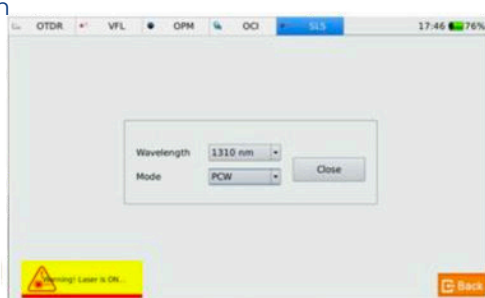 n
OTDR VFL OPM OCI SLS 17:46 76%
Wavelength 1310 nm
Close
Mode PCW
Warning! Laser is ON...
Back